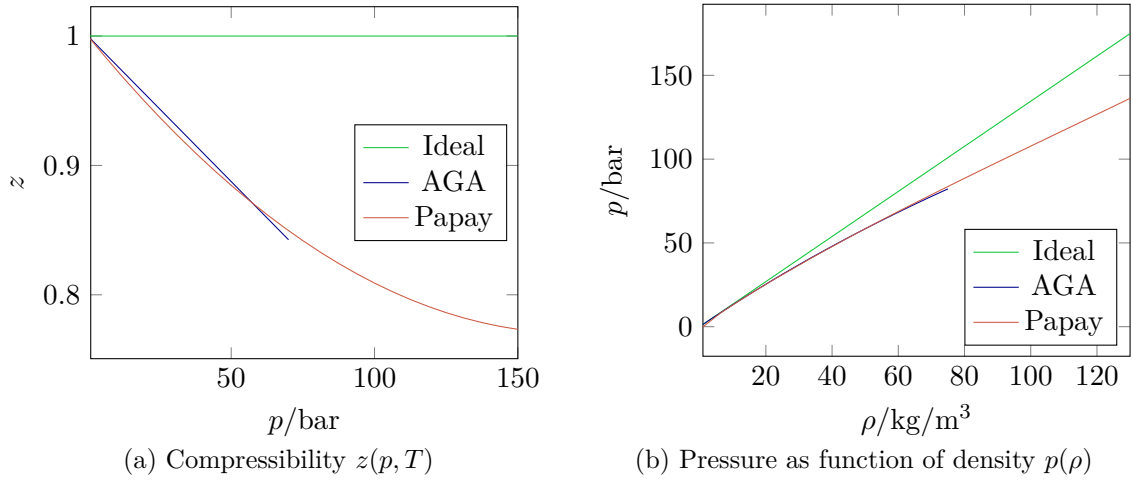 1
0.9
0.8
z
50
100
150
p/bar
Ideal
AGA
Papay
(a) Compressibility z(p, T)
150
100
50
0
p/bar
20
40
60
80
100
120
ρ/kg/m³
Ideal
AGA
Papay
(b) Pressure as function of density p(ρ)